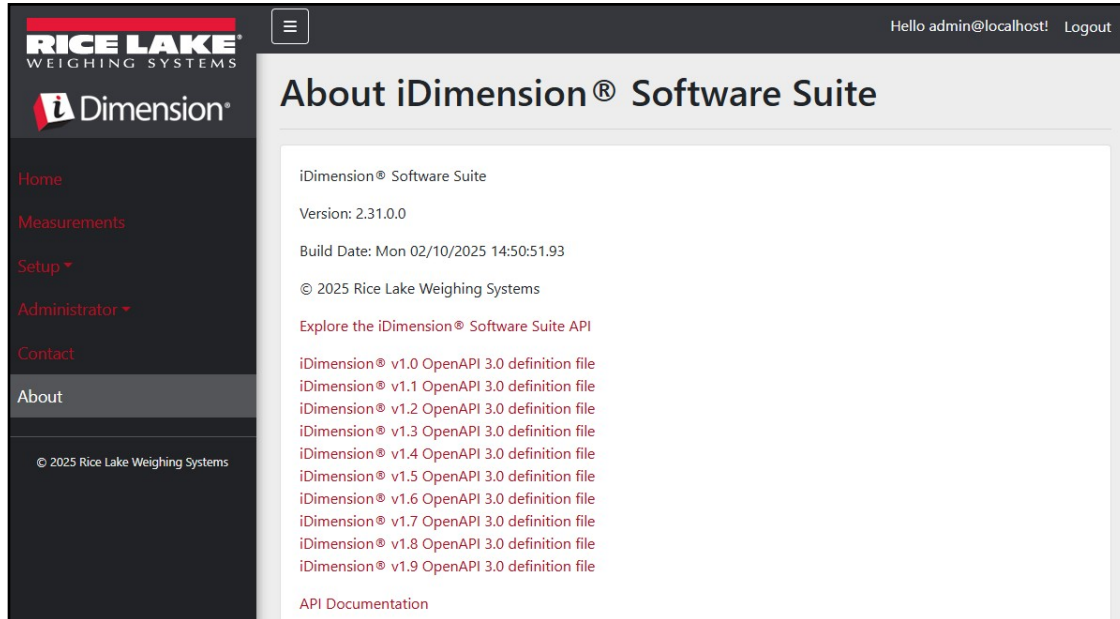 RICE LAKE®
WEIGHING SYSTEMS
i Dimension®
Home
Measurements
Setup
Administrator
Contact
About
© 2025 Rice Lake Weighing Systems
Hello admin@localhost! Logout
About iDimension® Software Suite
iDimension® Software Suite
Version: 2.31.0.0
Build Date: Mon 02/10/2025 14:50:51.93
© 2025 Rice Lake Weighing Systems
Explore the iDimension® Software Suite API
iDimension® v1.0 OpenAPI 3.0 definition file
iDimension® v1.1 OpenAPI 3.0 definition file
iDimension® v1.2 OpenAPI 3.0 definition file
iDimension® v1.3 OpenAPI 3.0 definition file
iDimension® v1.4 OpenAPI 3.0 definition file
iDimension® v1.5 OpenAPI 3.0 definition file
iDimension® v1.6 OpenAPI 3.0 definition file
iDimension® v1.7 OpenAPI 3.0 definition file
iDimension® v1.8 OpenAPI 3.0 definition file
iDimension® v1.9 OpenAPI 3.0 definition file
API Documentation